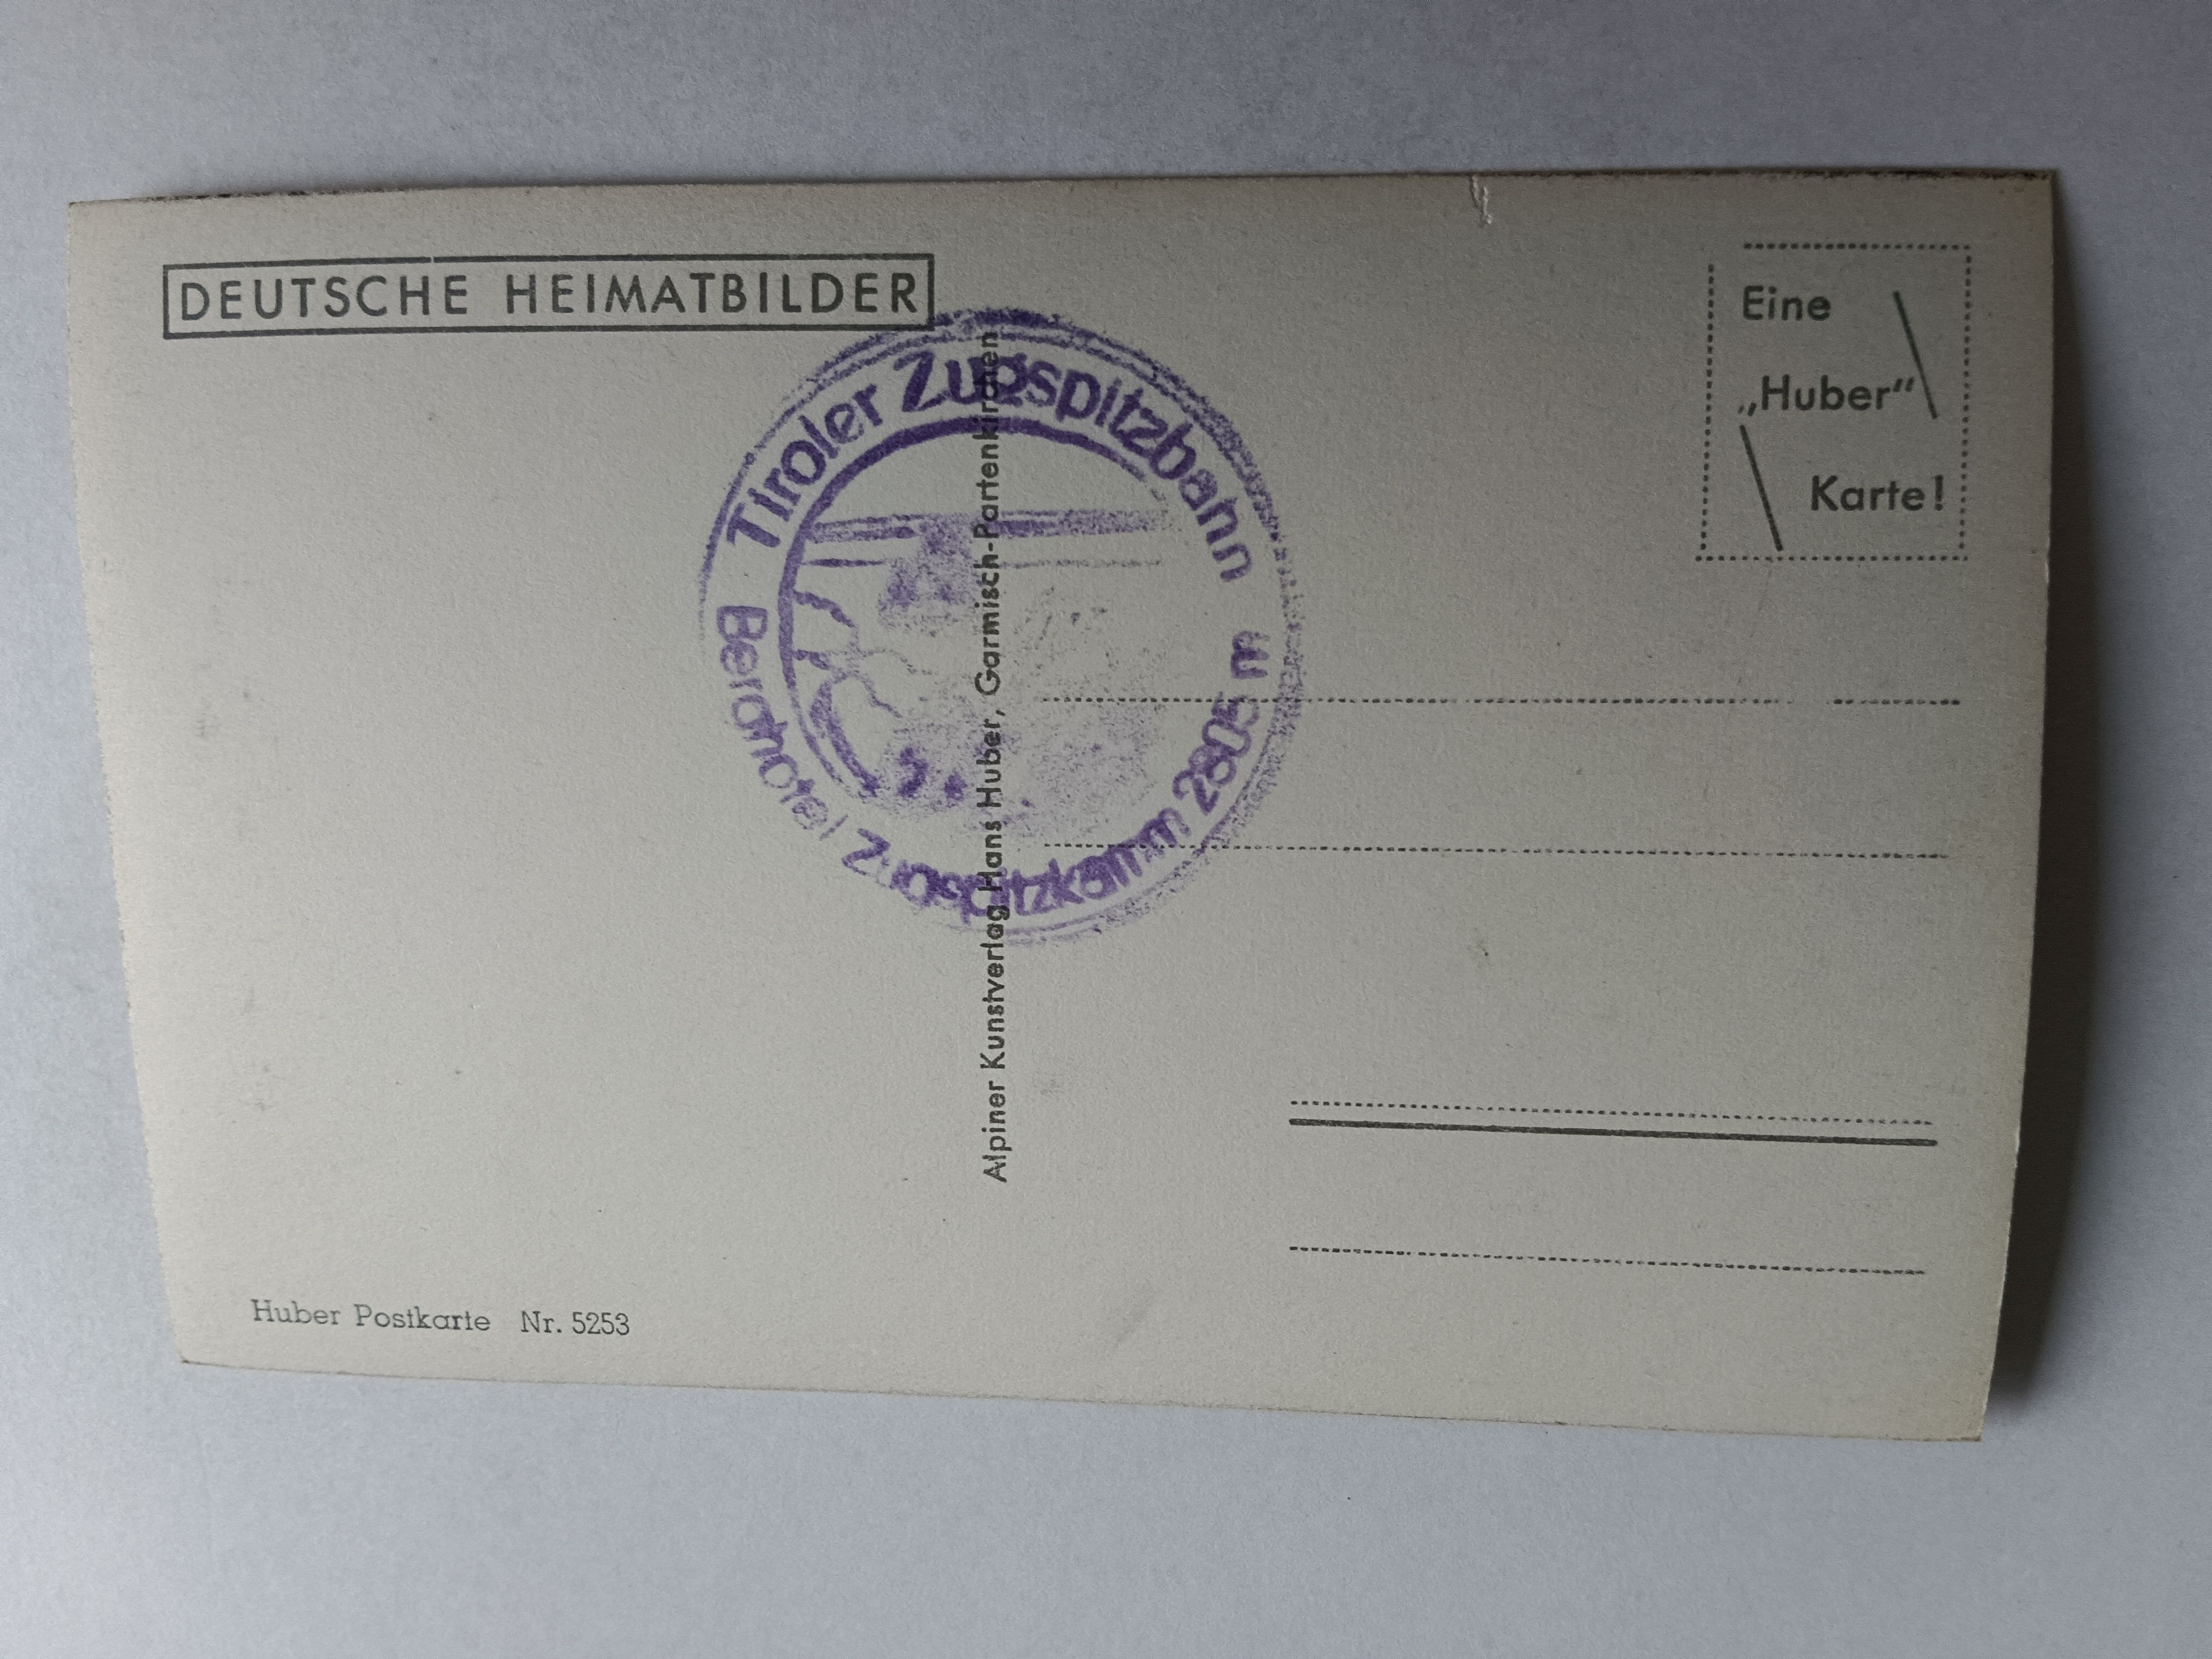 DEUTSCHE HEIMATBILDER
Eine
„Huber“
Karte!
Tiroler Zugspitzbahn
Berghotel Zugspitzkamm 2805 m
Alpiner Kunstverlag Hans Huber, Garmisch-Partenkirchen
Huber Postkarte Nr. 5253